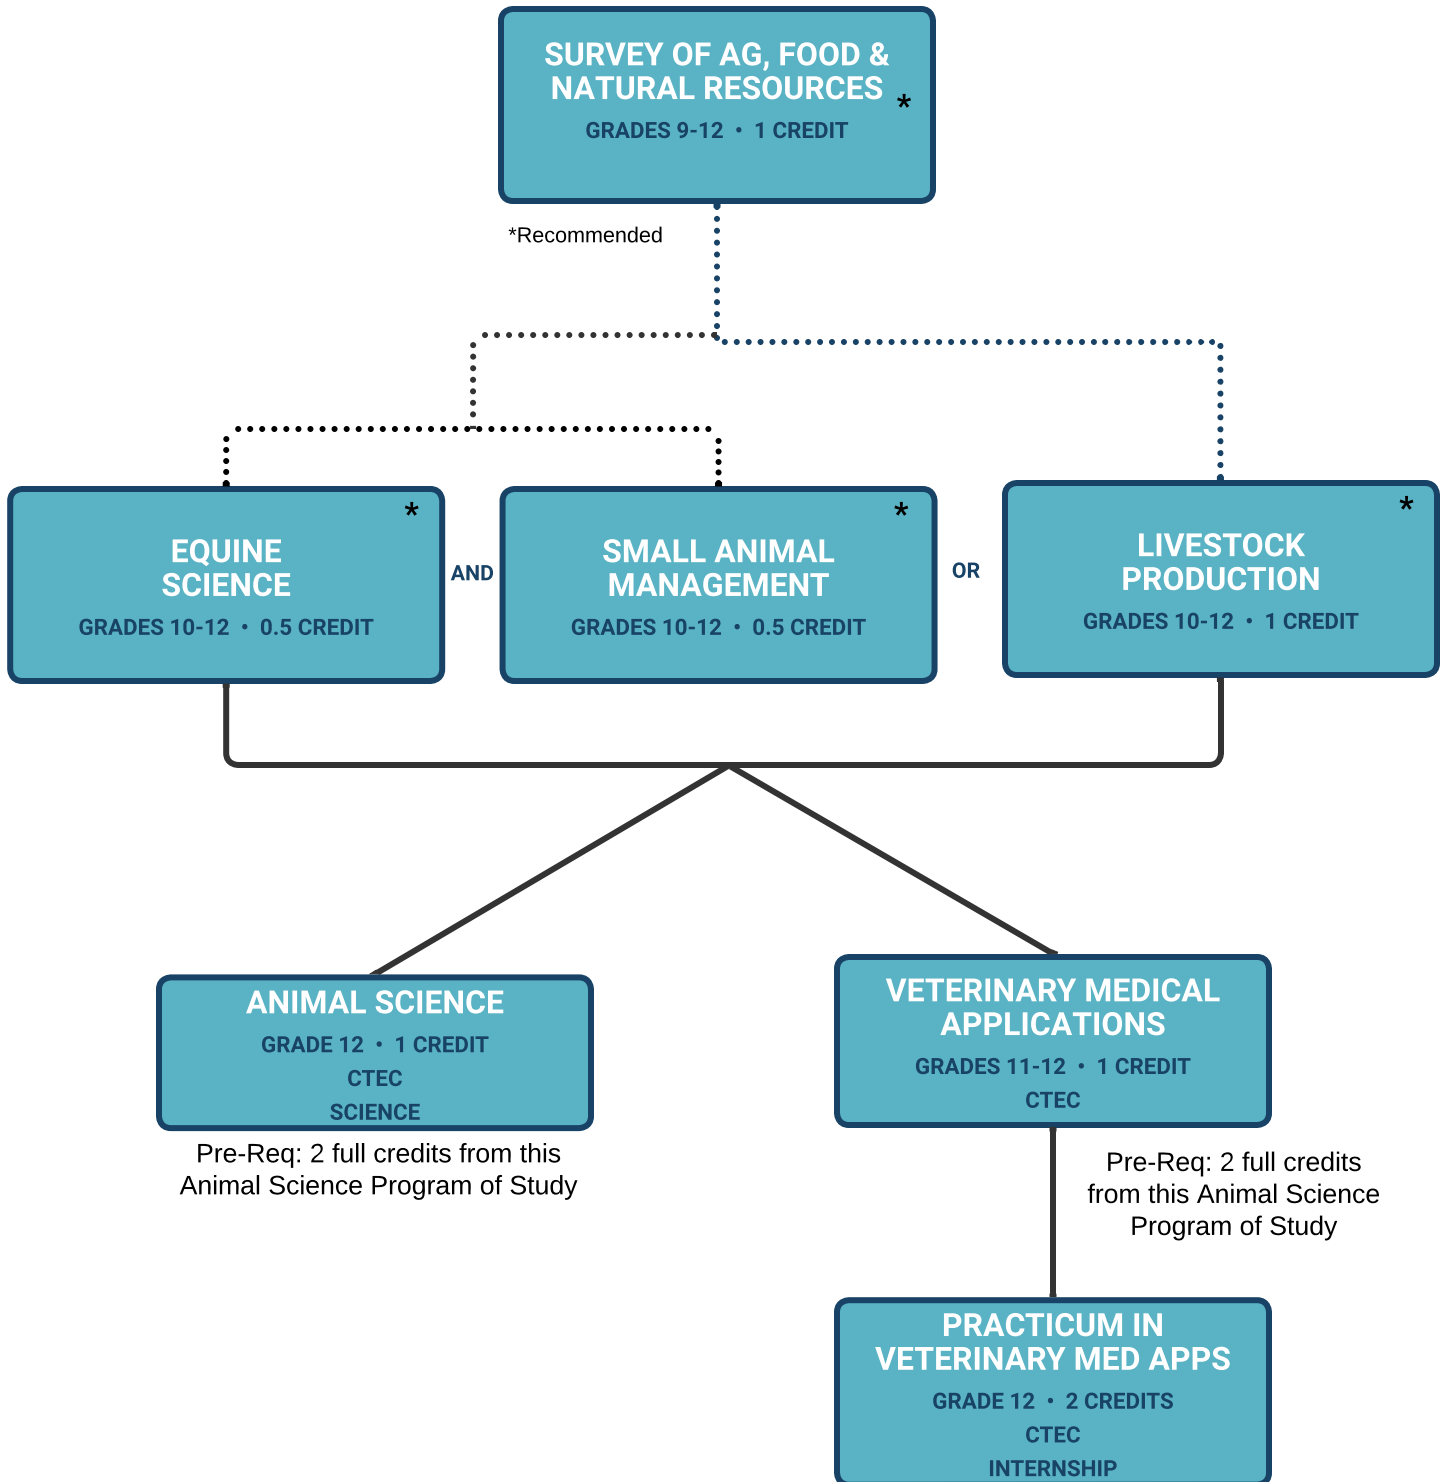 SURVEY OF AG, FOOD &
NATURAL RESOURCES
*
GRADES 9-12 • 1 CREDIT
*Recommended
*
EQUINE
SCIENCE
GRADES 10-12 • 0.5 CREDIT
AND
*
SMALL ANIMAL
MANAGEMENT
GRADES 10-12 • 0.5 CREDIT
OR
*
LIVESTOCK
PRODUCTION
GRADES 10-12 • 1 CREDIT
ANIMAL SCIENCE
GRADE 12 • 1 CREDIT
CTEC
SCIENCE
Pre-Req: 2 full credits from this
Animal Science Program of Study
VETERINARY MEDICAL
APPLICATIONS
GRADES 11-12 • 1 CREDIT
CTEC
Pre-Req: 2 full credits
from this Animal Science
Program of Study
PRACTICUM IN
VETERINARY MED APPS
GRADE 12 • 2 CREDITS
CTEC
INTERNSHIP